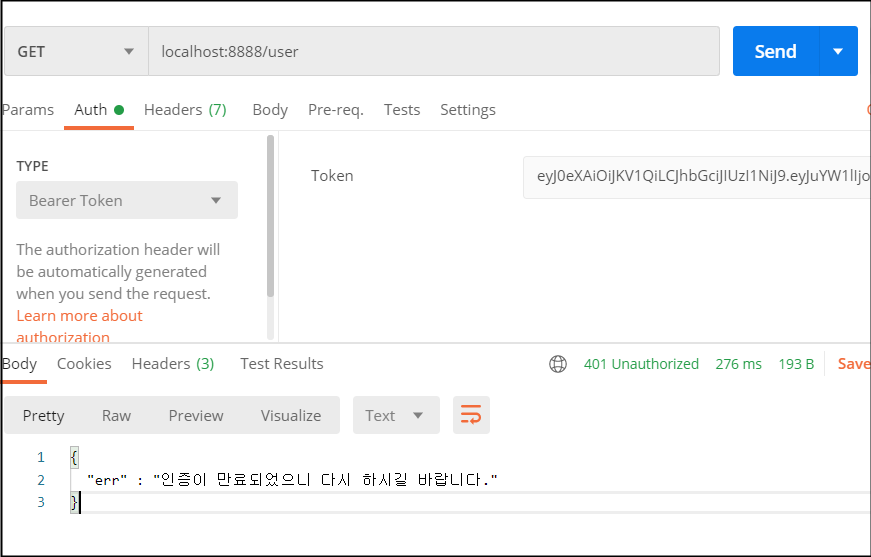 GET localhost:8888/user Send
Params Auth Headers (7) Body Pre-req. Tests Settings
TYPE
Bearer Token
The authorization header will
be automatically generated
when you send the request.
Learn more about
authorization
Token eyJ0eXAiOiJKV1QiLCJhbGciJIUzI1NiJ9.eyJuYW1lIjo
Body Cookies Headers (3) Test Results 401 Unauthorized 276 ms 193 B Save
Pretty Raw Preview Visualize Text
1 {
2 "err" : "인증이 만료되었으니 다시 하시길 바랍니다."
3 }